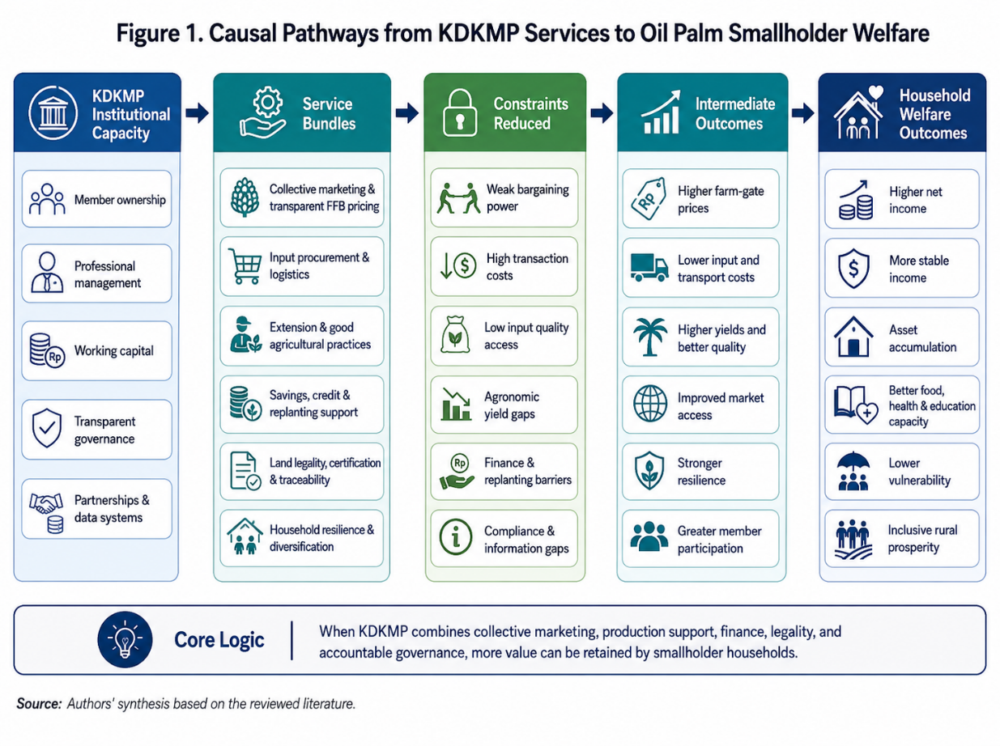 Figure 1. Causal Pathways from KDKMP Services to Oil Palm Smallholder Welfare
KDKMP
Institutional
Capacity
Member ownership
Professional
management
Rp
Working capital
Transparent
governance
Partnerships &
data systems
Service
Bundles
Collective marketing &
transparent FFB pricing
Input procurement &
logistics
Extension & good
agricultural practices
Savings, credit &
replanting support
Land legality, certification
& traceability
Household resilience &
diversification
Constraints
Reduced
Weak bargaining
power
$
High transaction
costs
Low input quality
access
Agronomic
yield gaps
Rp
Finance &
replanting barriers
i
Compliance &
information gaps
Intermediate
Outcomes
Rp
Higher farm-gate
prices
Lower input and
transport costs
Higher yields and
better quality
Improved market
access
Stronger
resilience
Greater member
participation
Household
Welfare
Outcomes
Higher net
income
$
More stable
income
Asset
accumulation
Better food,
health & education
capacity
Lower
vulnerability
Inclusive rural
prosperity
Core Logic
When KDKMP combines collective marketing, production support, finance, legality, and
accountable governance, more value can be retained by smallholder households.
Source: Authors' synthesis based on the reviewed literature.